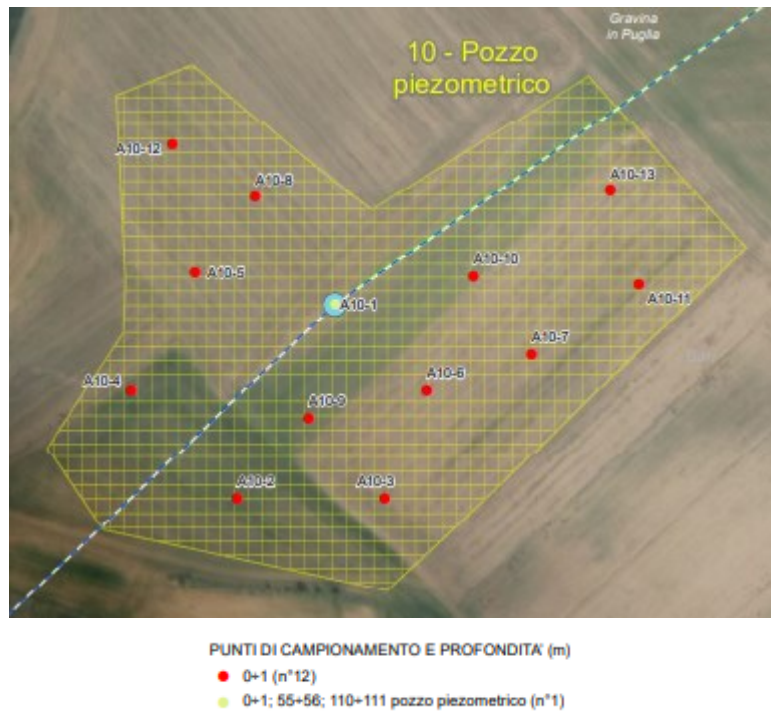 Gravina
in Puglia
10 - Pozzo
piezometrico
A10-12
A10-8
A10-13
A10-5
A10-10
A10-1
A10-11
A10-7
A10-4
A10-6
A10-9
A10-2
A10-3
PUNTI DI CAMPIONAMENTO E PROFONDITA' (m)
0÷1 (n°12)
0÷1; 55÷56; 110÷111 pozzo piezometrico (n°1)